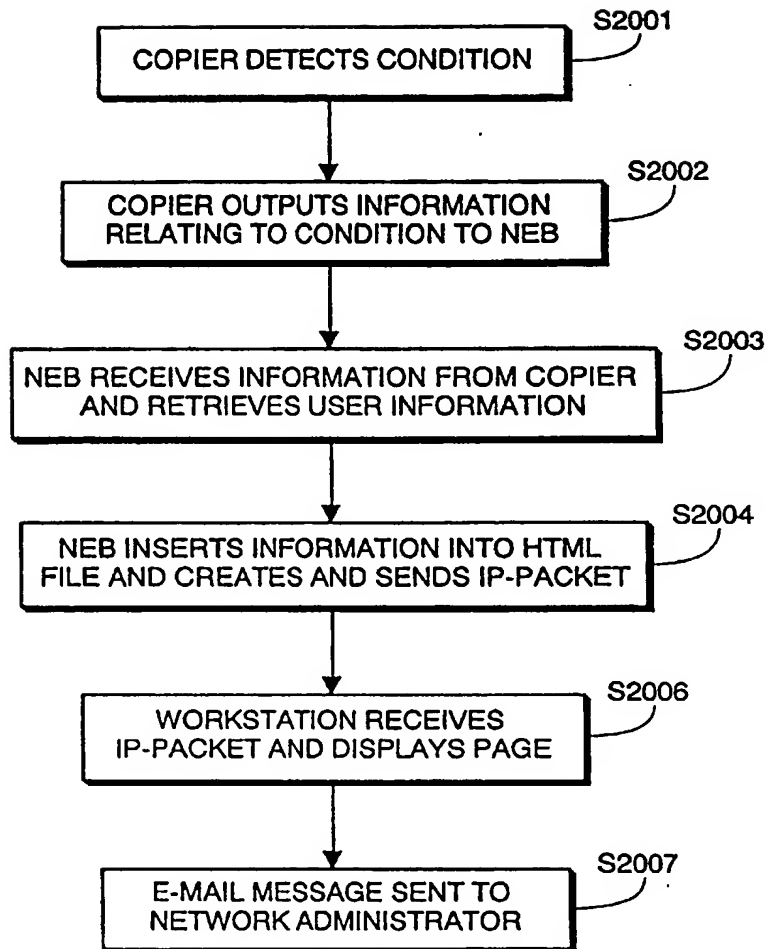 S2001
COPIER DETECTS CONDITION
S2002
COPIER OUTPUTS INFORMATION
RELATING TO CONDITION TO NEB
S2003
NEB RECEIVES INFORMATION FROM COPIER
AND RETRIEVES USER INFORMATION
S2004
NEB INSERTS INFORMATION INTO HTML
FILE AND CREATES AND SENDS IP-PACKET
S2006
WORKSTATION RECEIVES
IP-PACKET AND DISPLAYS PAGE
S2007
E-MAIL MESSAGE SENT TO
NETWORK ADMINISTRATOR